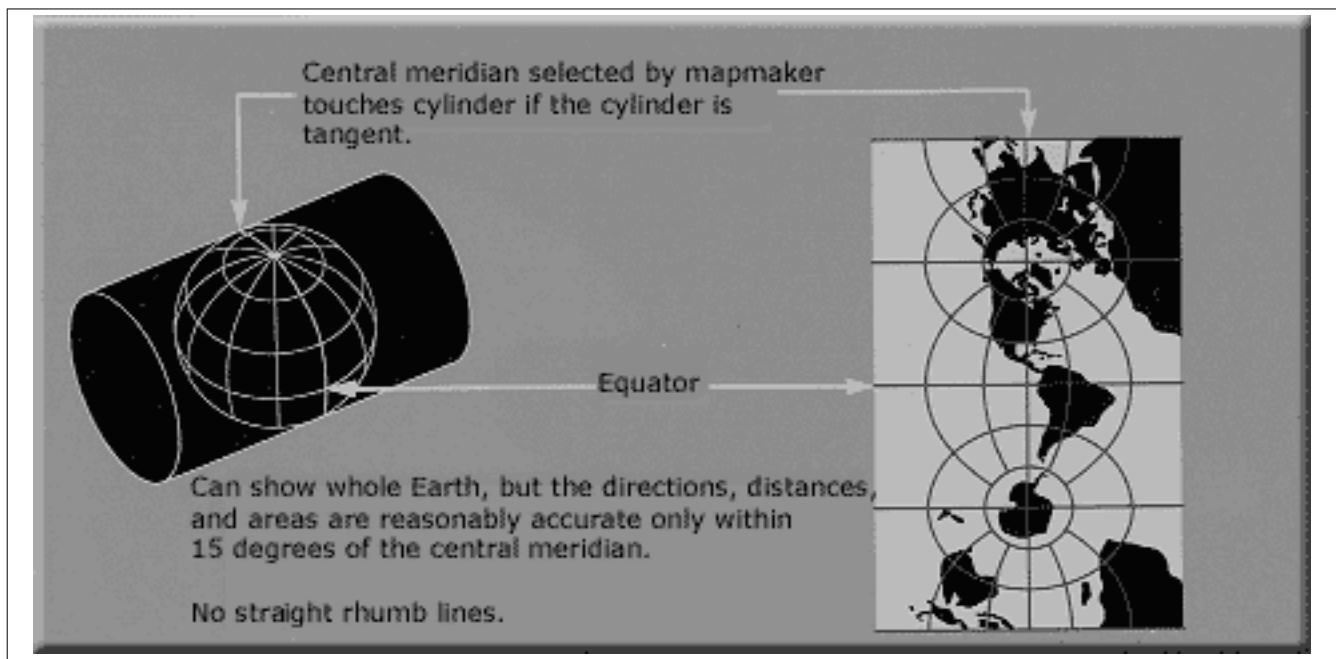 Central meridian selected by mapmaker
touches cylinder if the cylinder is
tangent.
Equator
Can show whole Earth, but the directions, distances,
and areas are reasonably accurate only within
15 degrees of the central meridian.
No straight rhumb lines.